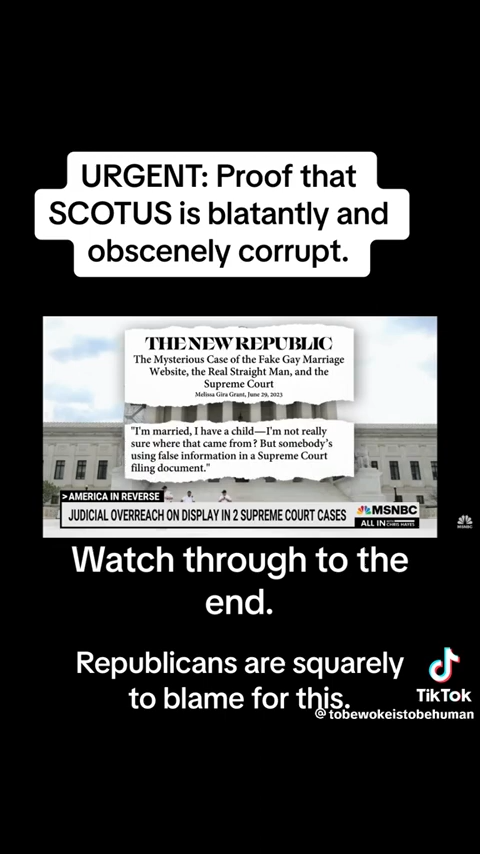 URGENT: Proof that
SCOTUS is blatantly and
obscenely corrupt.
THE NEW REPUBLIC
The Mysterious Case of the Fake Gay Marriage
Website, the Real Straight Man, and the
Supreme Court
Melissa Gira Grant, June 29, 2023
"I'm married, I have a child—I'm not really
sure where that came from? But somebody's
using false information in a Supreme Court
filing document."
> AMERICA IN REVERSE
JUDICIAL OVERREACH ON DISPLAY IN 2 SUPREME COURT CASES
MSNBC
ALL IN WITH CHRIS HAYES
MSNBC
Watch through to the
end.
Republicans are squarely
to blame for this.
TikTok
@tobewokeistobehuman